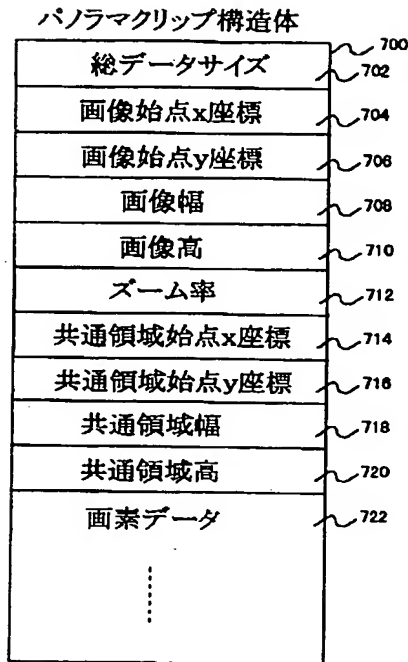 パノラマクリップ構造体
700
総データサイズ 702
画像始点x座標 704
画像始点y座標 706
画像幅 708
画像高 710
ズーム率 712
共通領域始点x座標 714
共通領域始点y座標 716
共通領域幅 718
共通領域高 720
画素データ 722